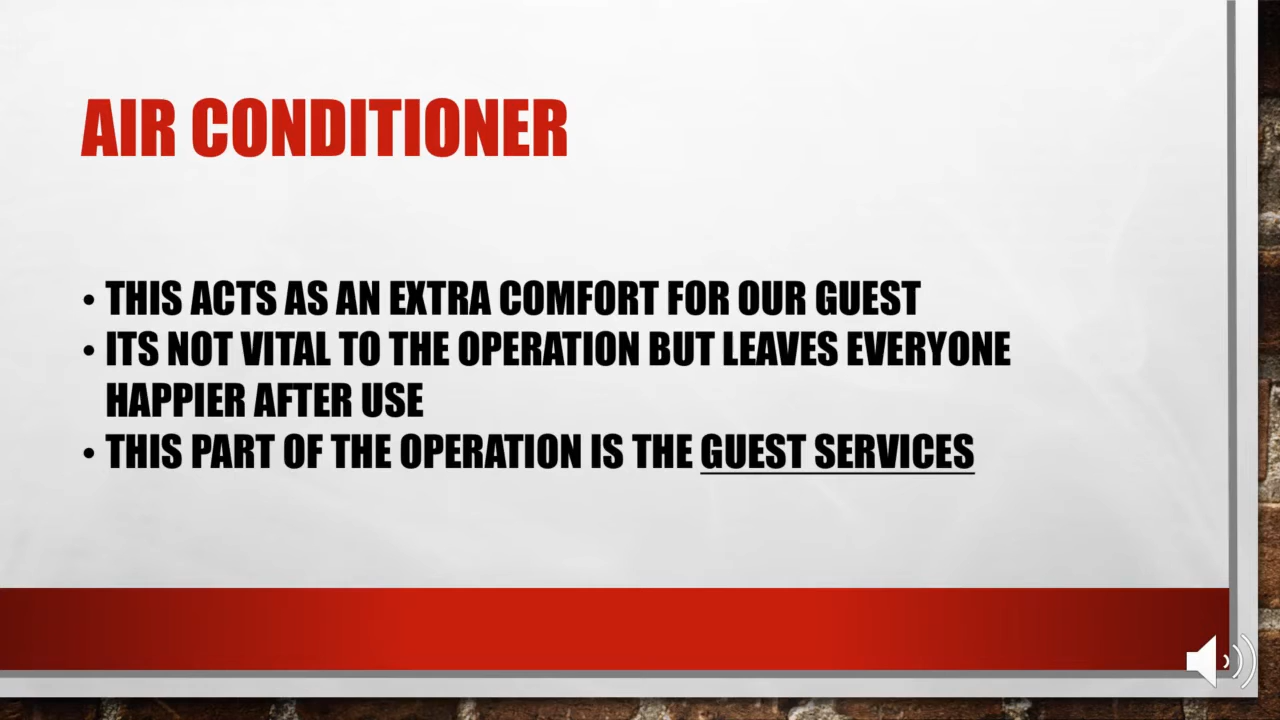 AIR CONDITIONER
• THIS ACTS AS AN EXTRA COMFORT FOR OUR GUEST
• ITS NOT VITAL TO THE OPERATION BUT LEAVES EVERYONE
HAPPIER AFTER USE
• THIS PART OF THE OPERATION IS THE GUEST SERVICES